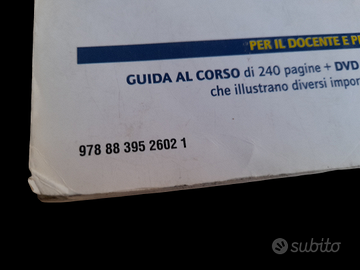 PER IL DOCENTE E
GUIDA AL CORSO di 240 pagine + DVD
che illustrano diversi
978 88 395 2602 1
subito